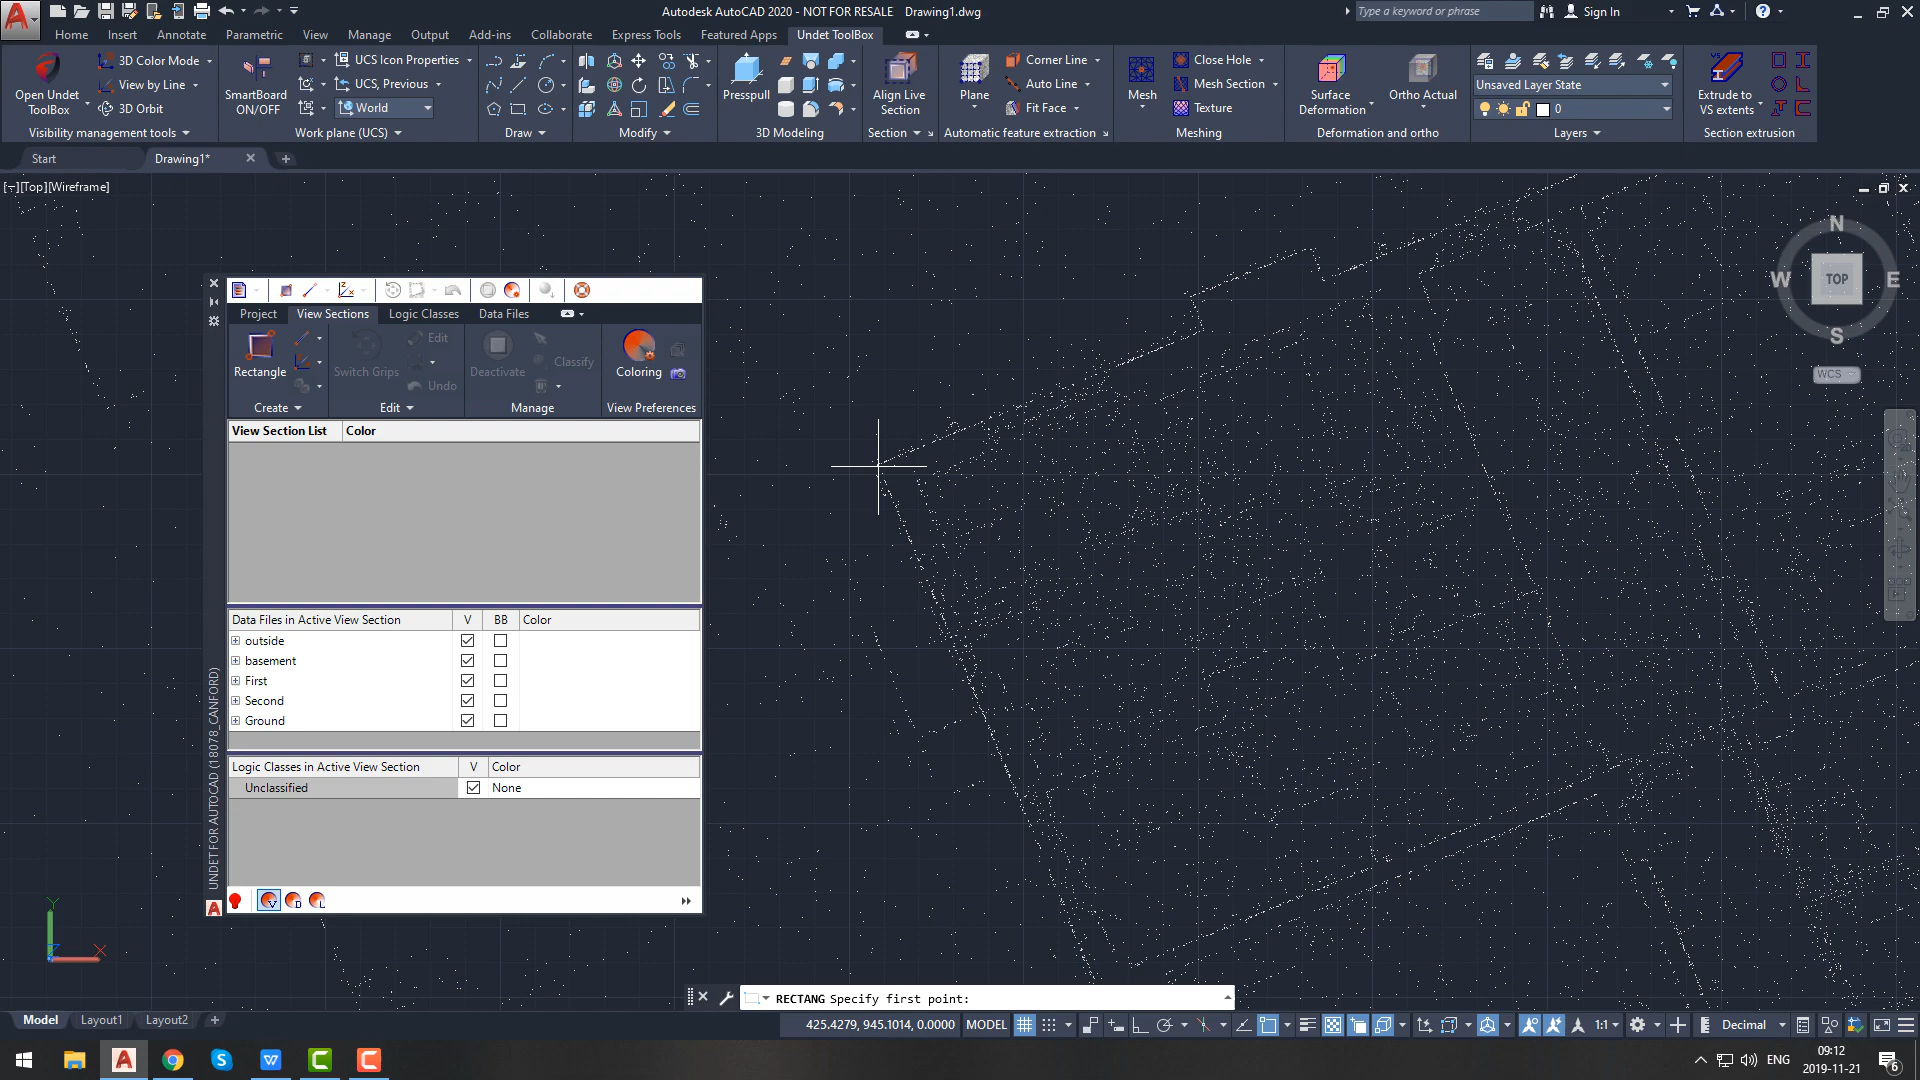 Autodesk AutoCAD 2020 - NOT FOR RESALE Drawing1.dwg
Type a keyword or phrase
Sign In
Home Insert Annotate Parametric View Manage Output Add-ins Collaborate Express Tools Featured Apps Undet ToolBox
Open Undet ToolBox
3D Color Mode
View by Line
3D Orbit
Visibility management tools
SmartBoard ON/OFF
UCS Icon Properties
UCS, Previous
World
Work plane (UCS)
Draw
Modify
Presspull
3D Modeling
Align Live Section
Section
Plane
Corner Line
Auto Line
Fit Face
Automatic feature extraction
Mesh
Close Hole
Mesh Section
Texture
Meshing
Surface Deformation
Ortho Actual
Deformation and ortho
Unsaved Layer State
0
Layers
Extrude to VS extents
Section extrusion
Start
Drawing1*
[−][Top][Wireframe]
N
W TOP E
S
WCS
Project View Sections Logic Classes Data Files
Rectangle
Create
Switch Grips
Edit
Undo
Edit
Deactivate
Classify
Manage
Coloring
View Preferences
View Section List Color
Data Files in Active View Section V BB Color
outside
basement
First
Second
Ground
Logic Classes in Active View Section V Color
Unclassified None
UNDET FOR AUTOCAD (18078_CANFORD)
Y
Z
X
RECTANG Specify first point:
Model Layout1 Layout2
425.4279, 945.1014, 0.0000 MODEL
1:1
Decimal
ENG
09:12
2019-11-21
6